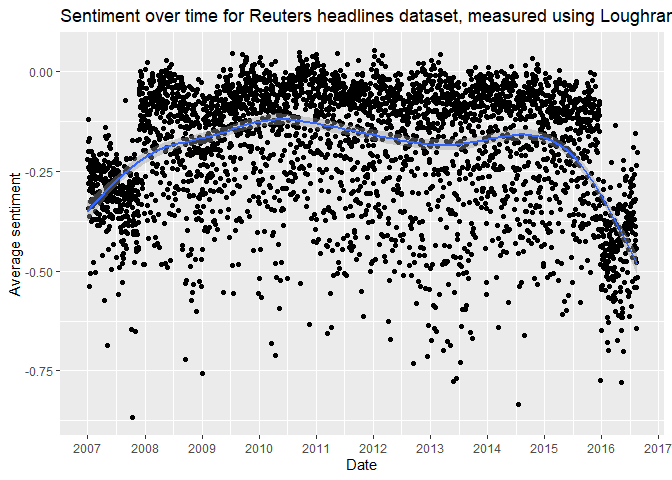 Sentiment over time for Reuters headlines dataset, measured using Loughran
0.00
-0.25
-0.50
-0.75
Average sentiment
2007 2008 2009 2010 2011 2012 2013 2014 2015 2016 2017
Date